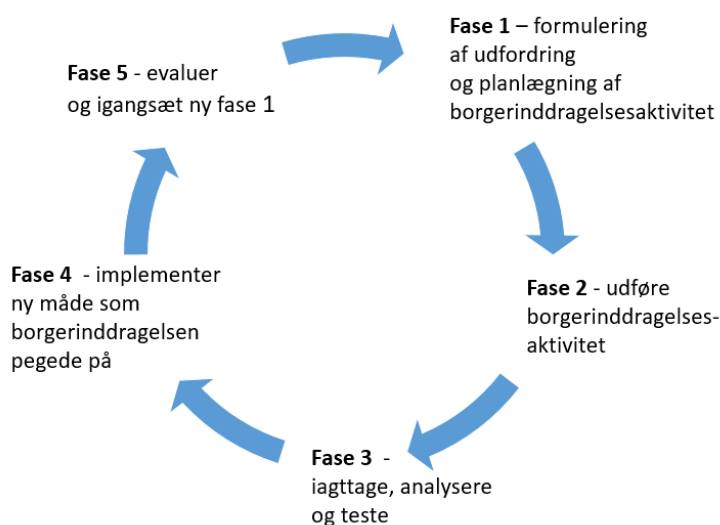 Fase 1 – formulering
af udfordring
og planlægning af
borgerinddragelsesaktivitet
Fase 2 - udføre
borgerinddragelses-
aktivitet
Fase 3 -
iagttage, analysere
og teste
Fase 4 - implementer
ny måde som
borgerinddragelsen
pegede på
Fase 5 - evaluer
og igangsæt ny fase 1